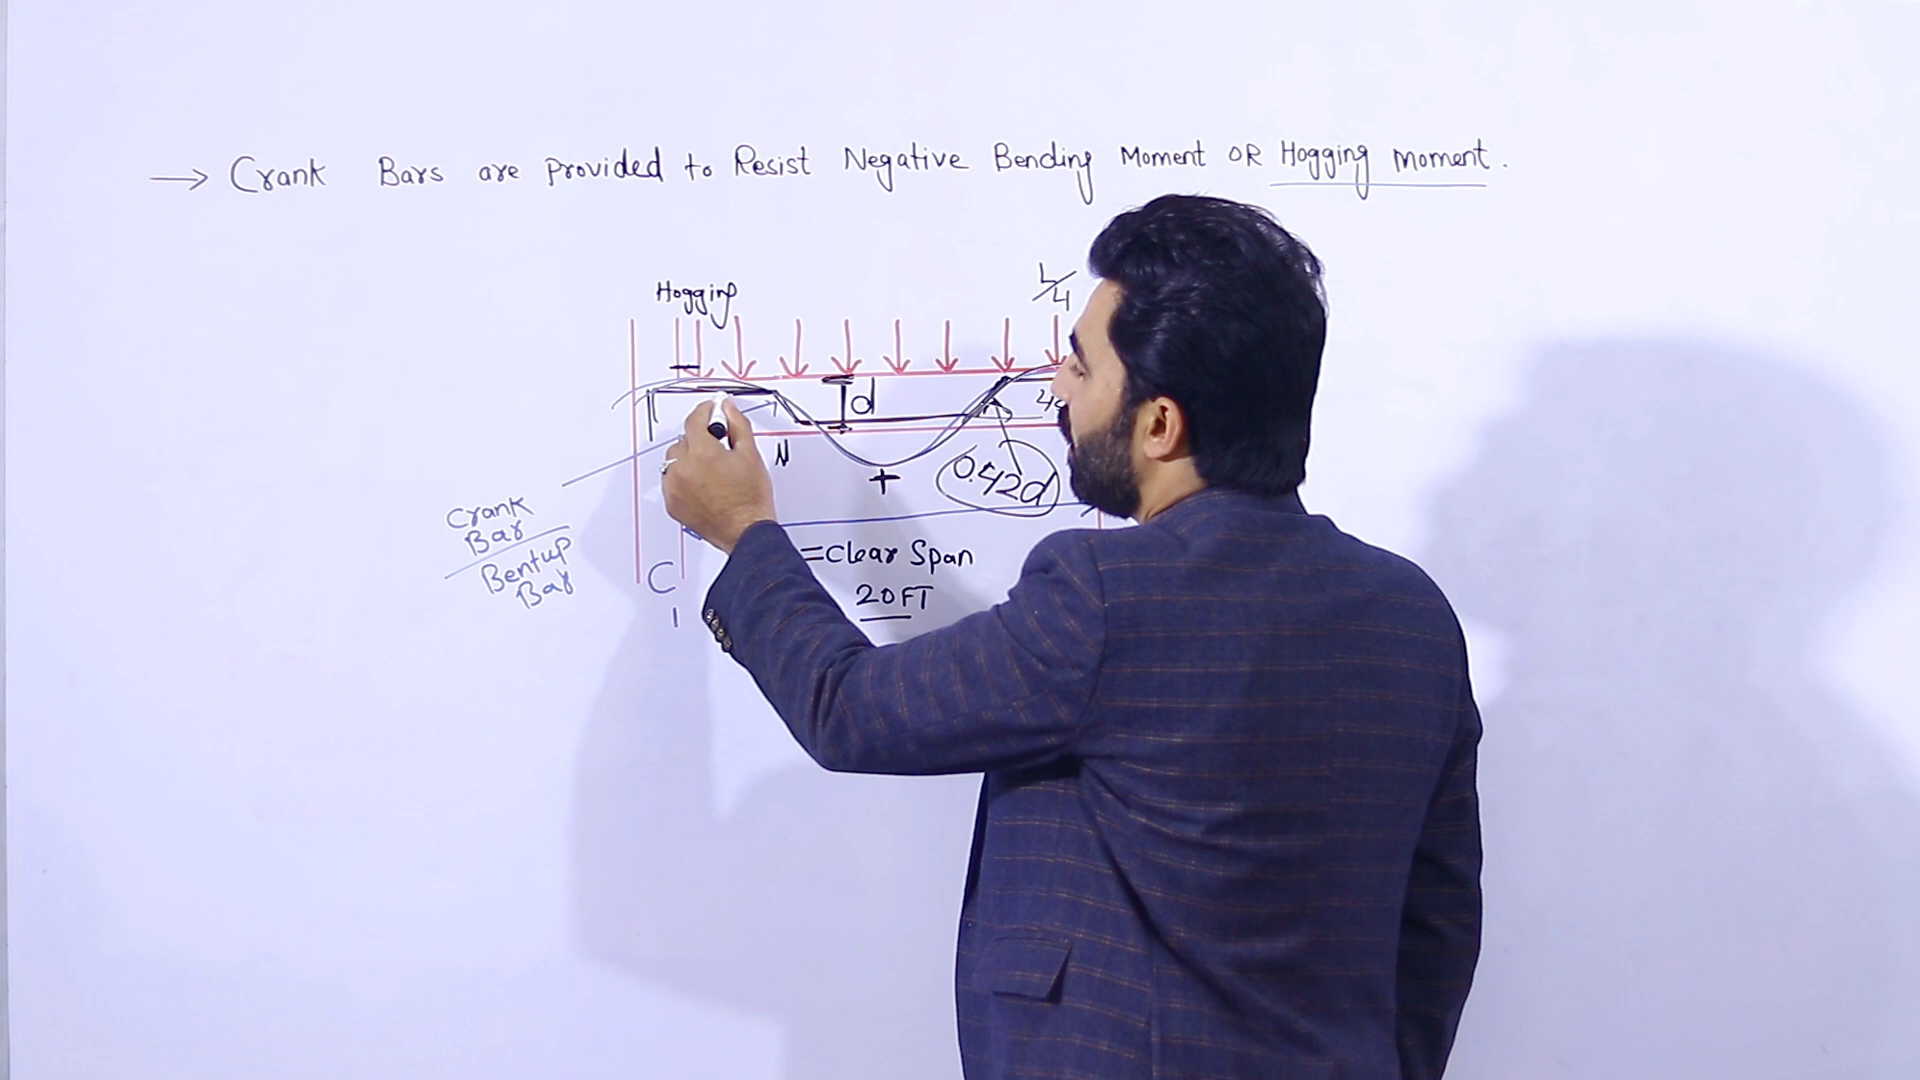 → Crank Bars are provided to Resist Negative Bending Moment OR Hogging moment.
Hogging
L/4
d
N
+
0.42d
Crank
Bar
Bentup
Bar
=Clear Span
20FT
C
1